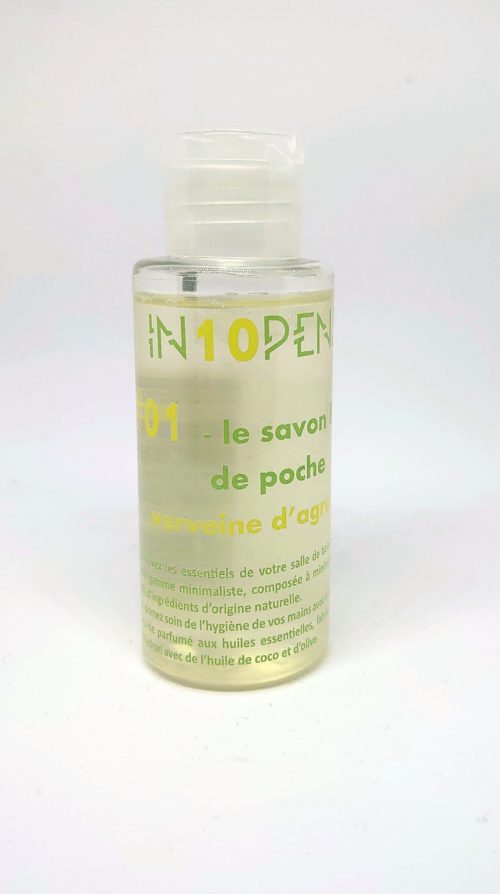 IN10PEN
#01 - le savon
de poche
verveine d'agru
les essentiels de votre salle de
gamme minimaliste, composée à
d'ingrédients d'origine naturelle.
prenez soin de l'hygiène de vos mains avec
parfumé aux huiles essentielles,
avec de l'huile de coco et d'olive.